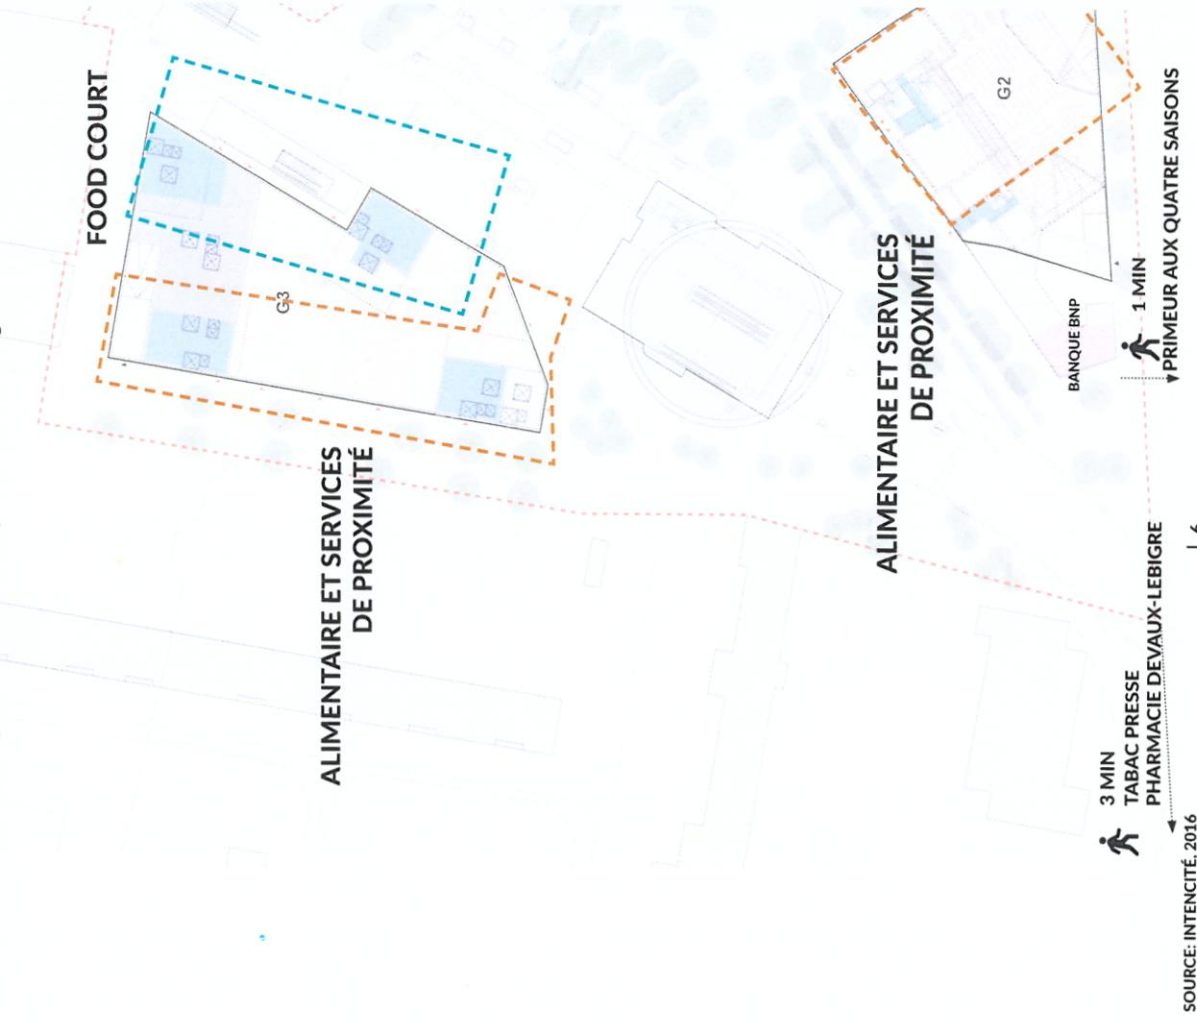 FOOD COURT
G3
ALIMENTAIRE ET SERVICES
DE PROXIMITÉ
G2
ALIMENTAIRE ET SERVICES
DE PROXIMITÉ
BANQUE BNP
1 MIN
PRIMEUR AUX QUATRE SAISONS
3 MIN
TABAC PRESSE
PHARMACIE DEVAUX-LEBIGRE
SOURCE: INTENCITÉ, 2016